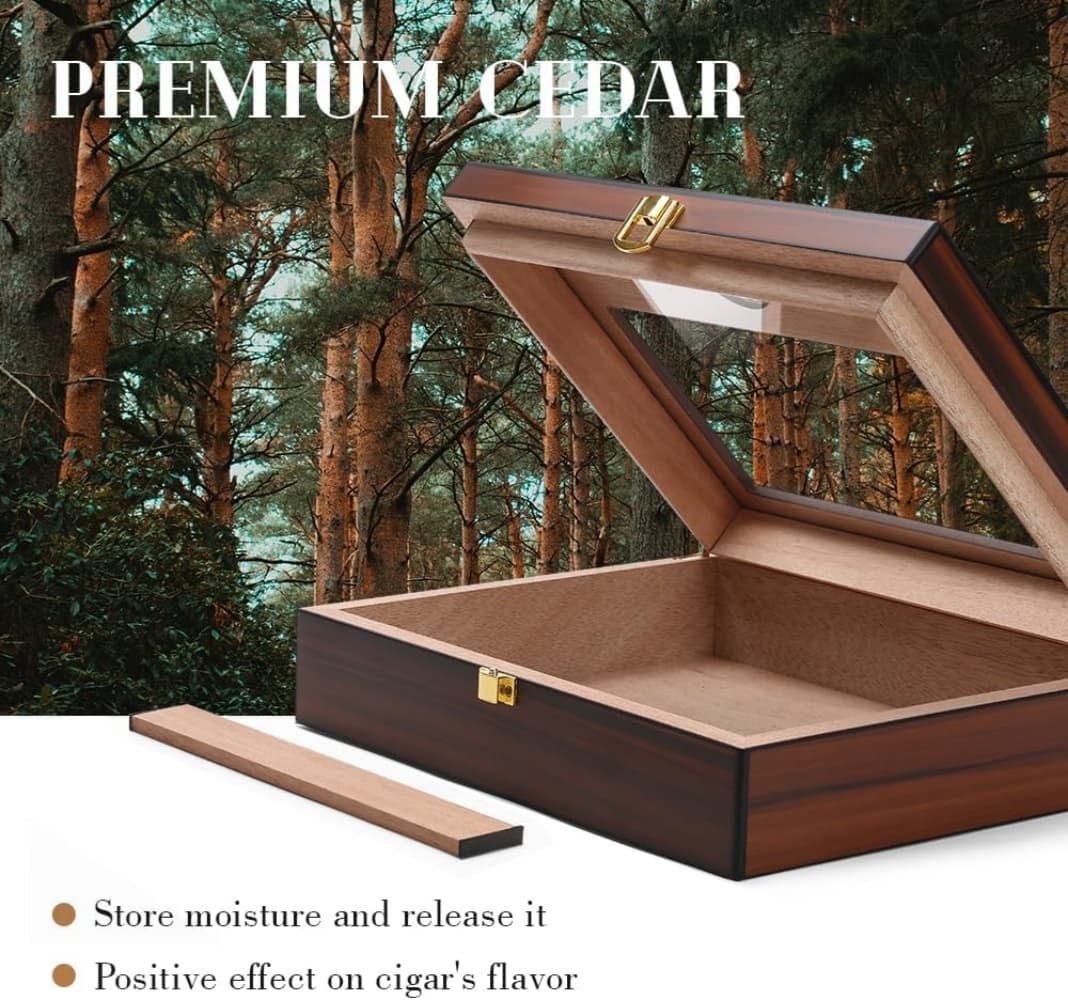 PREMIUM CEDAR
Store moisture and release it
Positive effect on cigar's flavor